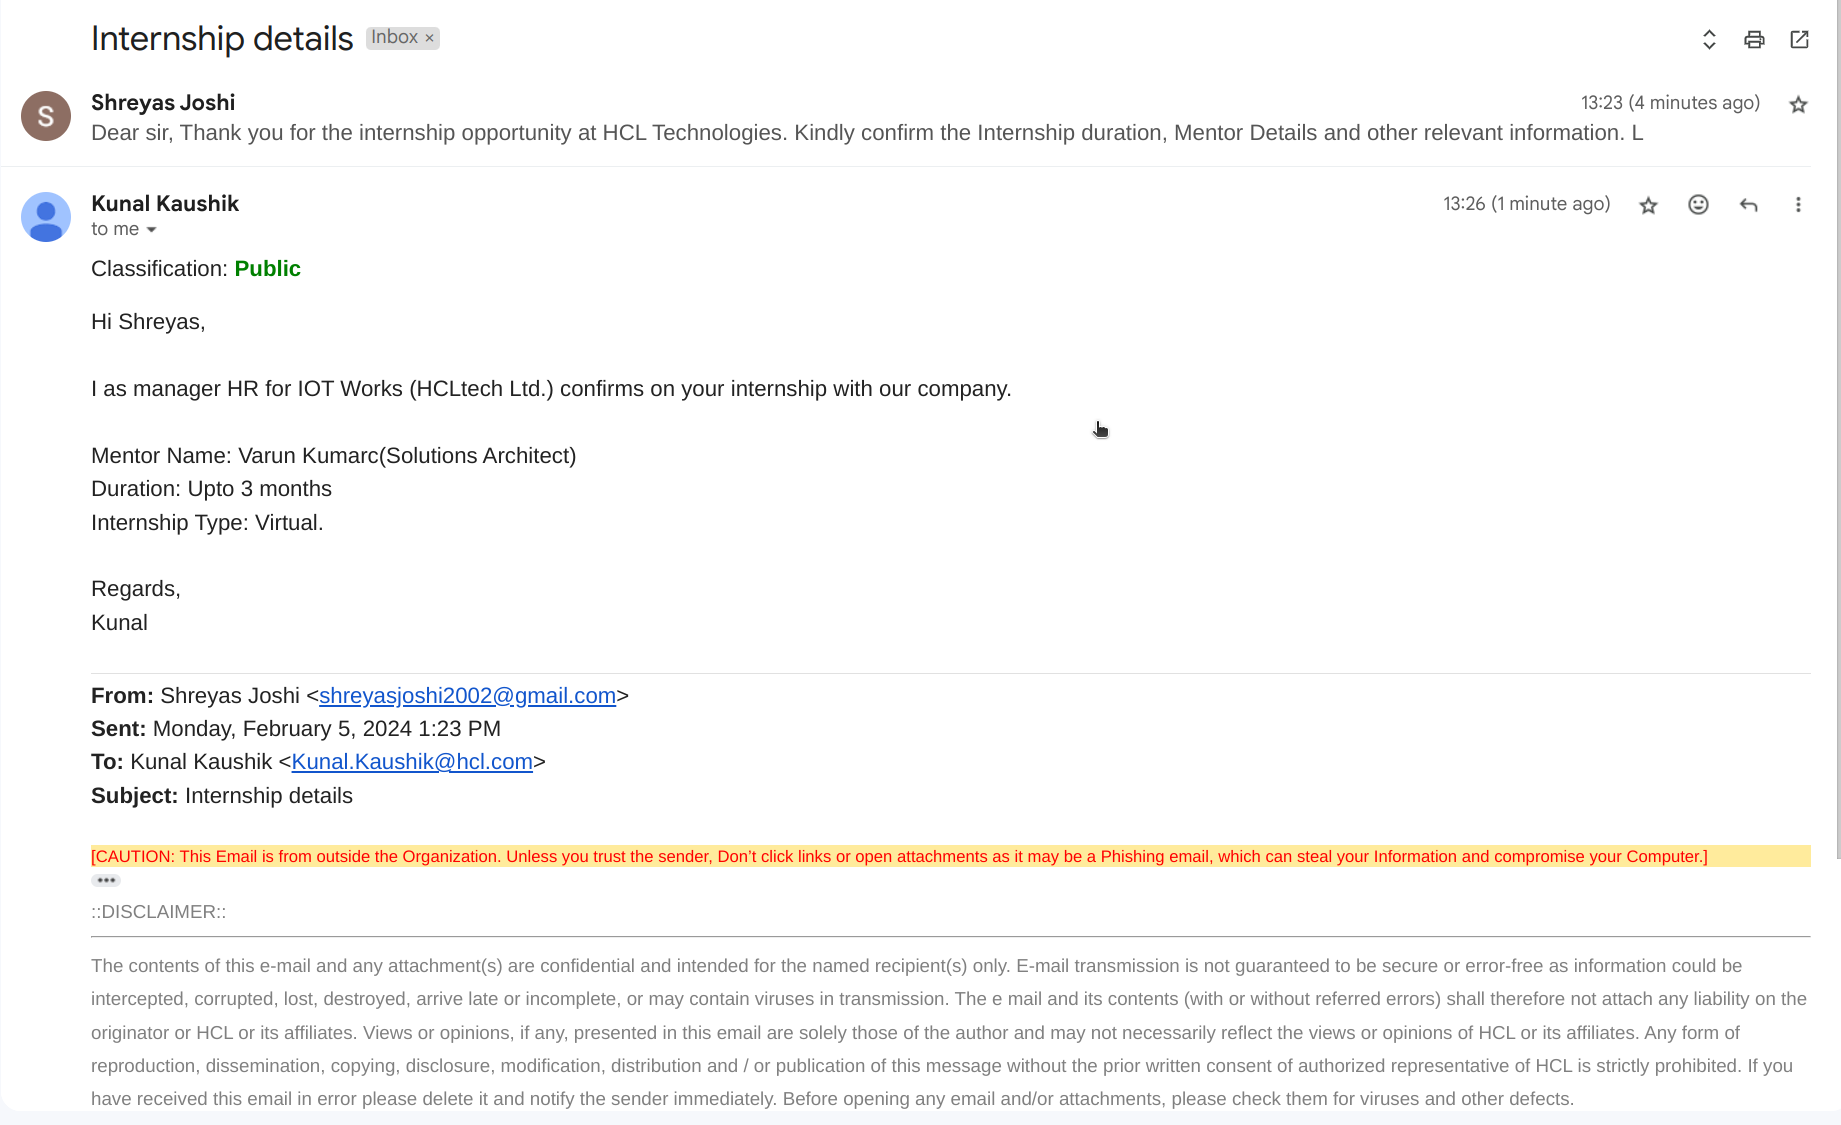 Internship details Inbox ×
Shreyas Joshi 13:23 (4 minutes ago)
S
Dear sir, Thank you for the internship opportunity at HCL Technologies. Kindly confirm the Internship duration, Mentor Details and other relevant information. L
Kunal Kaushik 13:26 (1 minute ago)
to me
Classification: Public
Hi Shreyas,
I as manager HR for IOT Works (HCLtech Ltd.) confirms on your internship with our company.
Mentor Name: Varun Kumarc(Solutions Architect)
Duration: Upto 3 months
Internship Type: Virtual.
Regards,
Kunal
From: Shreyas Joshi <shreyasjoshi2002@gmail.com>
Sent: Monday, February 5, 2024 1:23 PM
To: Kunal Kaushik <Kunal.Kaushik@hcl.com>
Subject: Internship details
[CAUTION: This Email is from outside the Organization. Unless you trust the sender, Don’t click links or open attachments as it may be a Phishing email, which can steal your Information and compromise your Computer.]
::DISCLAIMER::
The contents of this e-mail and any attachment(s) are confidential and intended for the named recipient(s) only. E-mail transmission is not guaranteed to be secure or error-free as information could be
intercepted, corrupted, lost, destroyed, arrive late or incomplete, or may contain viruses in transmission. The e mail and its contents (with or without referred errors) shall therefore not attach any liability on the
originator or HCL or its affiliates. Views or opinions, if any, presented in this email are solely those of the author and may not necessarily reflect the views or opinions of HCL or its affiliates. Any form of
reproduction, dissemination, copying, disclosure, modification, distribution and / or publication of this message without the prior written consent of authorized representative of HCL is strictly prohibited. If you
have received this email in error please delete it and notify the sender immediately. Before opening any email and/or attachments, please check them for viruses and other defects.